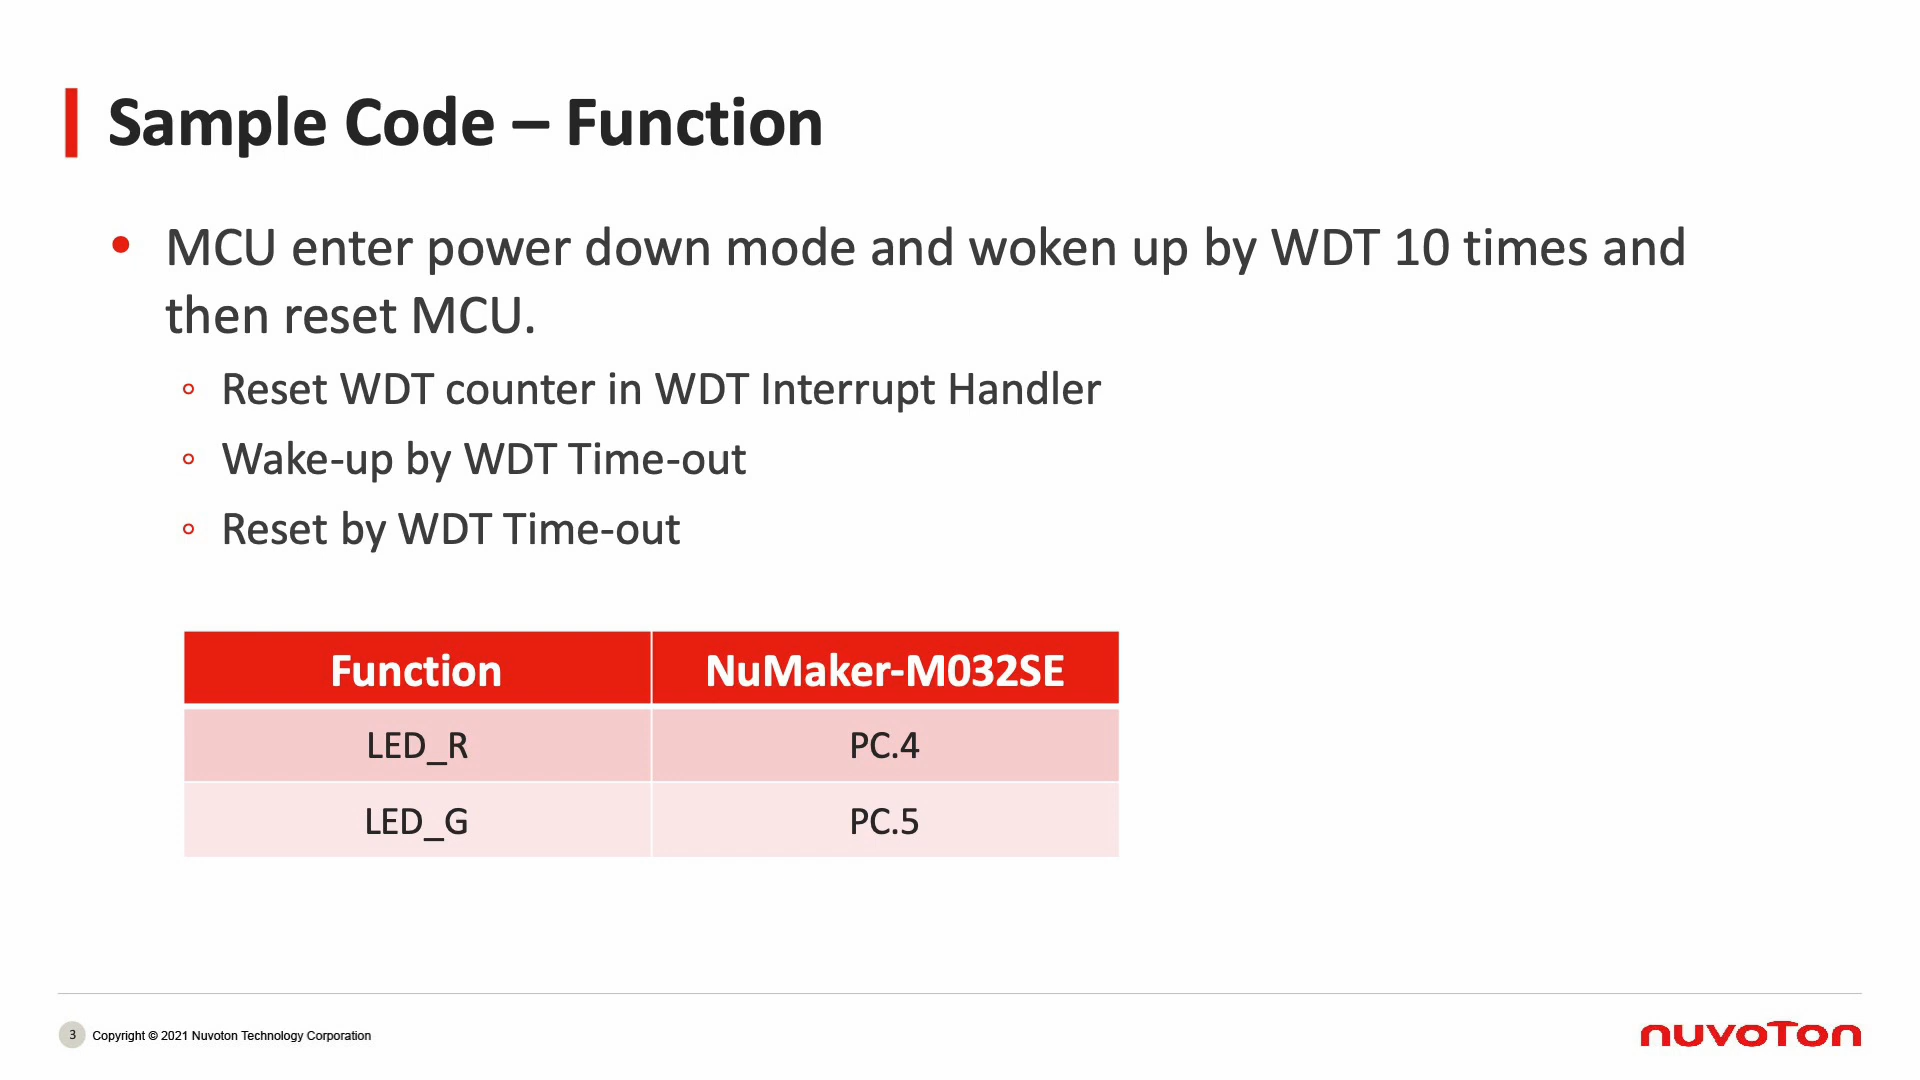 Sample Code – Function
• MCU enter power down mode and woken up by WDT 10 times and
then reset MCU.
◦ Reset WDT counter in WDT Interrupt Handler
◦ Wake-up by WDT Time-out
◦ Reset by WDT Time-out
Function NuMaker-M032SE
LED_R PC.4
LED_G PC.5
3 Copyright © 2021 Nuvoton Technology Corporation
nuvoTon